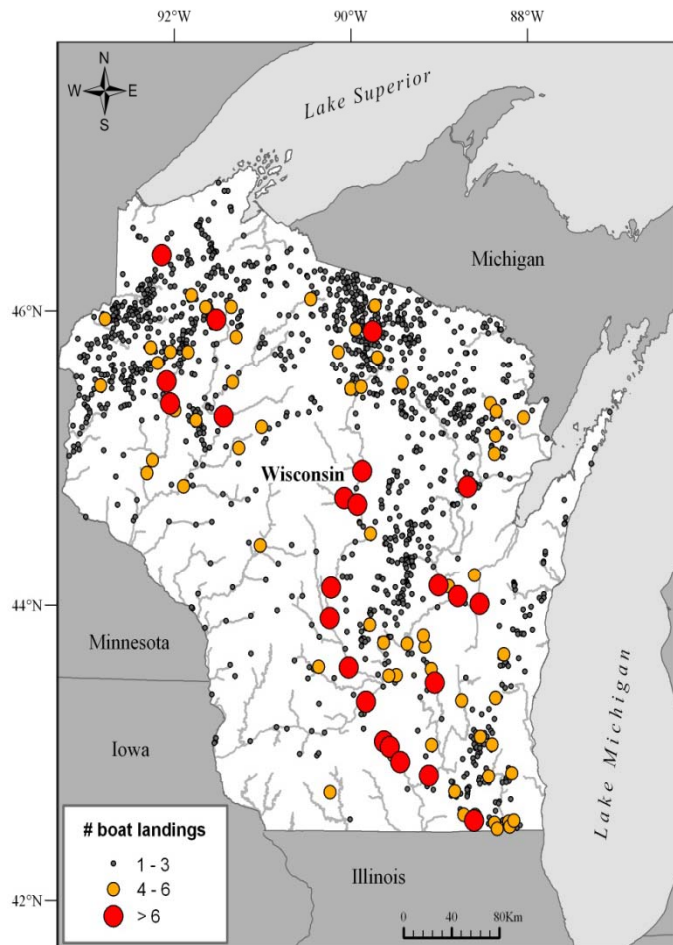 92°W 90°W 88°W
N
W E
S
Lake Superior
Michigan
46°N
Wisconsin
44°N
Minnesota
Iowa
Lake Michigan
# boat landings
1 - 3
4 - 6
> 6
Illinois
42°N
0 40 80Km